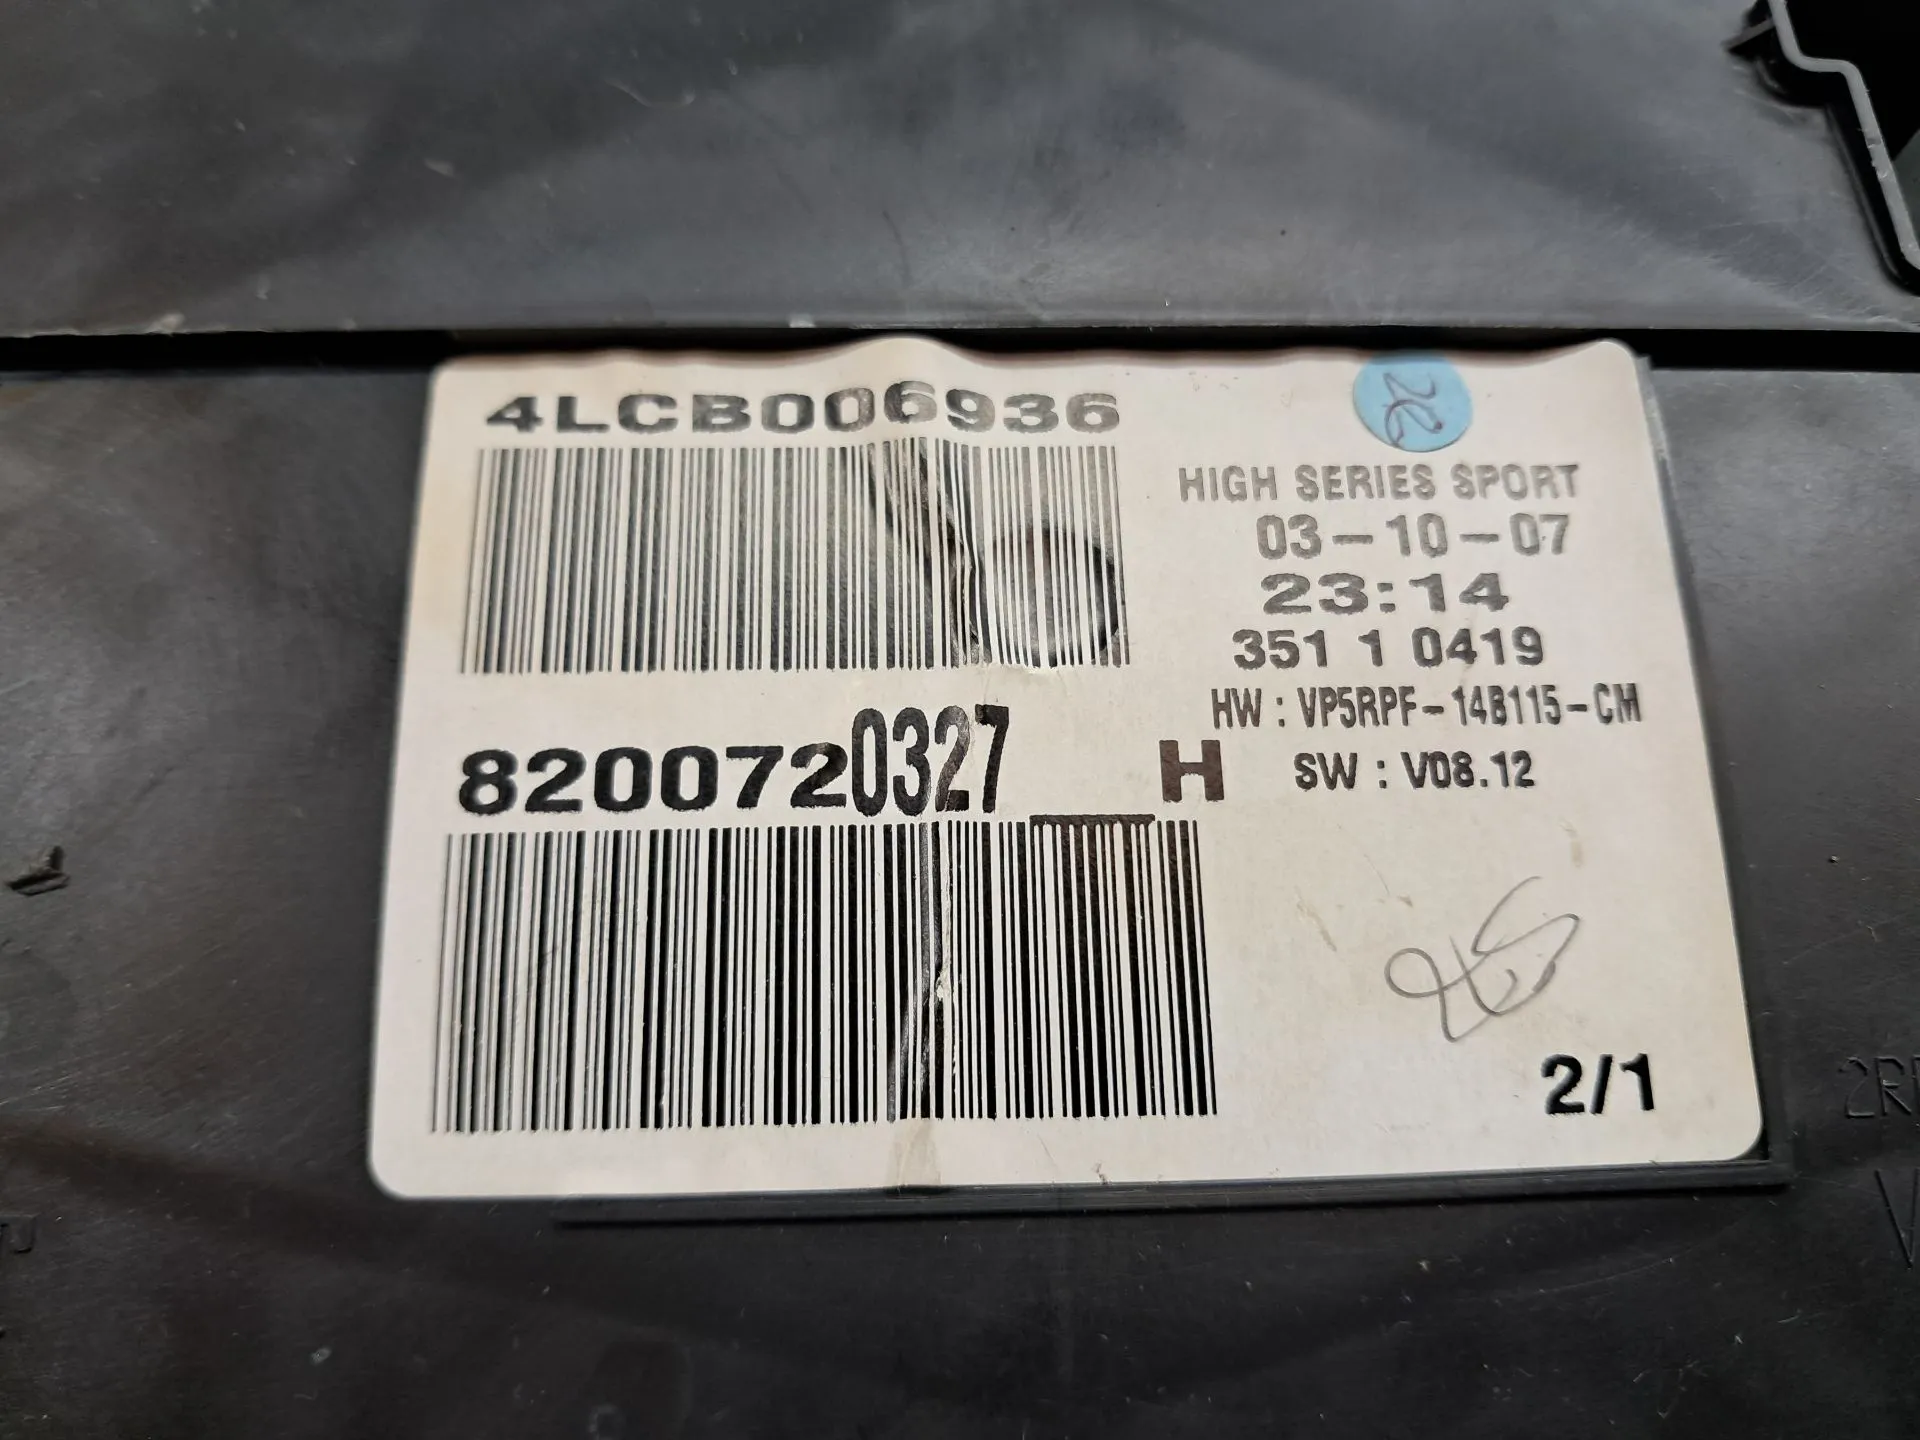 4LCB006936
HIGH SERIES SPORT
03-10-07
23:14
351 1 0419
HW : VP5RPF-14B115-CM
SW : V08.12
8200720327 H
2/1